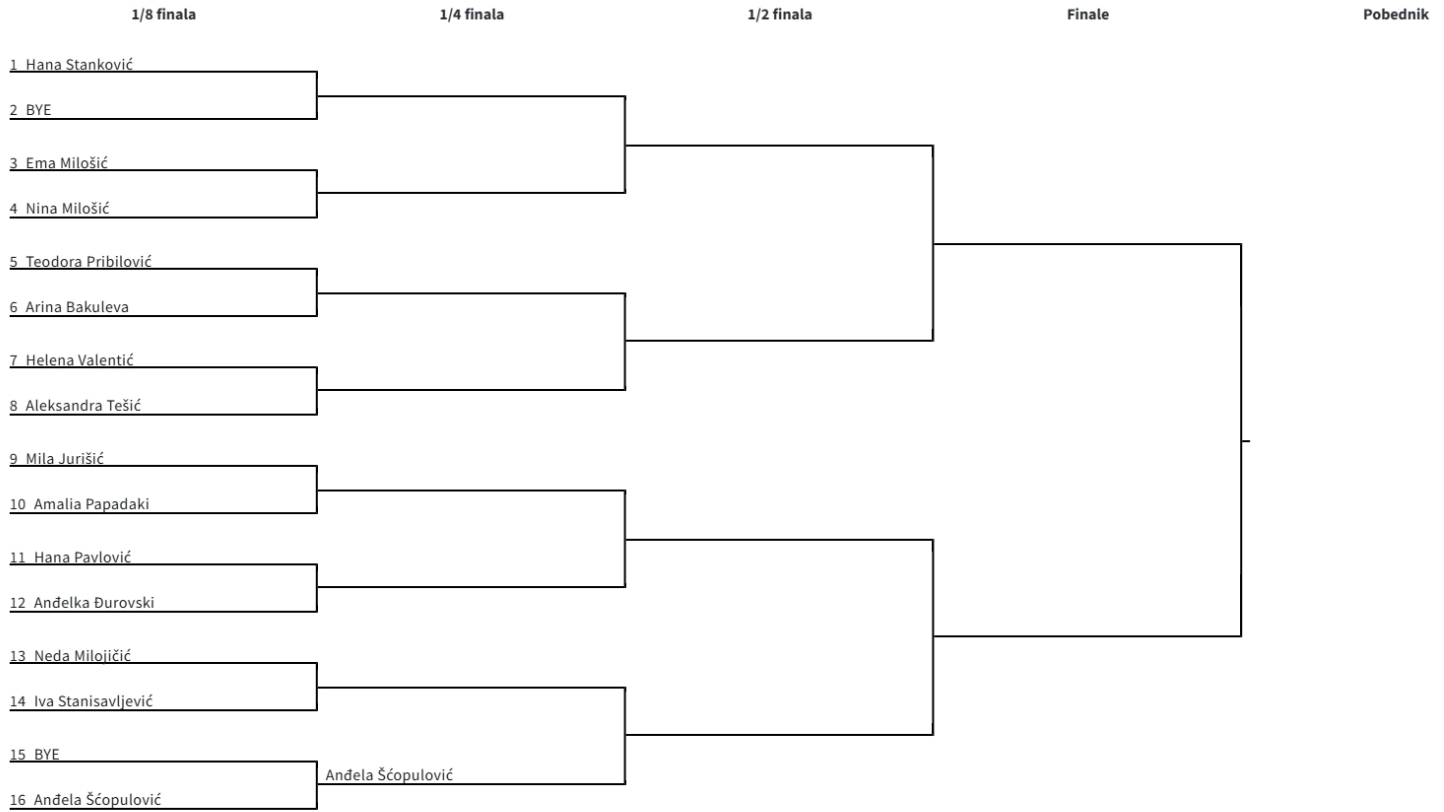 1/8 finala 1/4 finala 1/2 finala Finale Pobednik
1 Hana Stanković
2 BYE
3 Ema Milošić
4 Nina Milošić
5 Teodora Pribilović
6 Arina Bakuleva
7 Helena Valentić
8 Aleksandra Tešić
9 Mila Jurišić
10 Amalia Papadaki
11 Hana Pavlović
12 Anđelka Đurovski
13 Neda Milojičić
14 Iva Stanisavljević
15 BYE
Anđela Šćopulović
16 Anđela Šćopulović